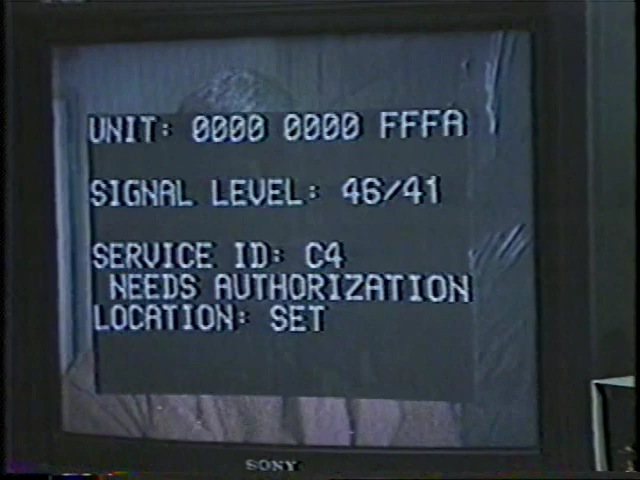 UNIT: 0000 0000 FFFA
SIGNAL LEVEL: 46/41
SERVICE ID: C4
NEEDS AUTHORIZATION
LOCATION: SET
SONY